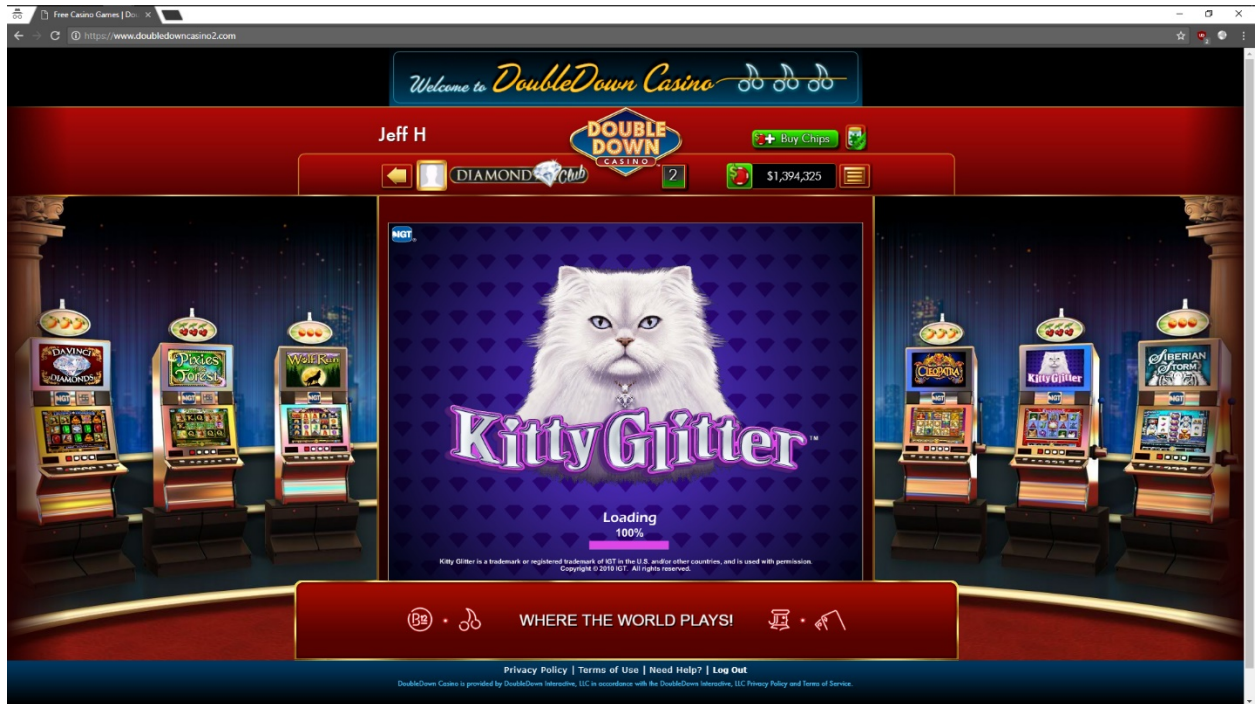 Free Casino Games | Do
https://www.doubledowncasino2.com
Welcome to DoubleDown Casino
Jeff H
DOUBLE
DOWN
CASINO
Buy Chips
DIAMOND Club
2
$1,394,325
IGT
DAVINCI
DIAMONDS
Pixies
Forest
Wolf Run
CLEOPATRA
Kitty Glitter
SIBERIAN
STORM
Kitty Glitter™
Loading
100%
Kitty Glitter is a trademark or registered trademark of IGT in the U.S. and/or other countries, and is used with permission.
Copyright © 2010 IGT. All rights reserved.
WHERE THE WORLD PLAYS!
Privacy Policy | Terms of Use | Need Help? | Log Out
DoubleDown Casino is provided by DoubleDown Interactive, LLC in accordance with the DoubleDown Interactive, LLC Privacy Policy and Terms of Service.